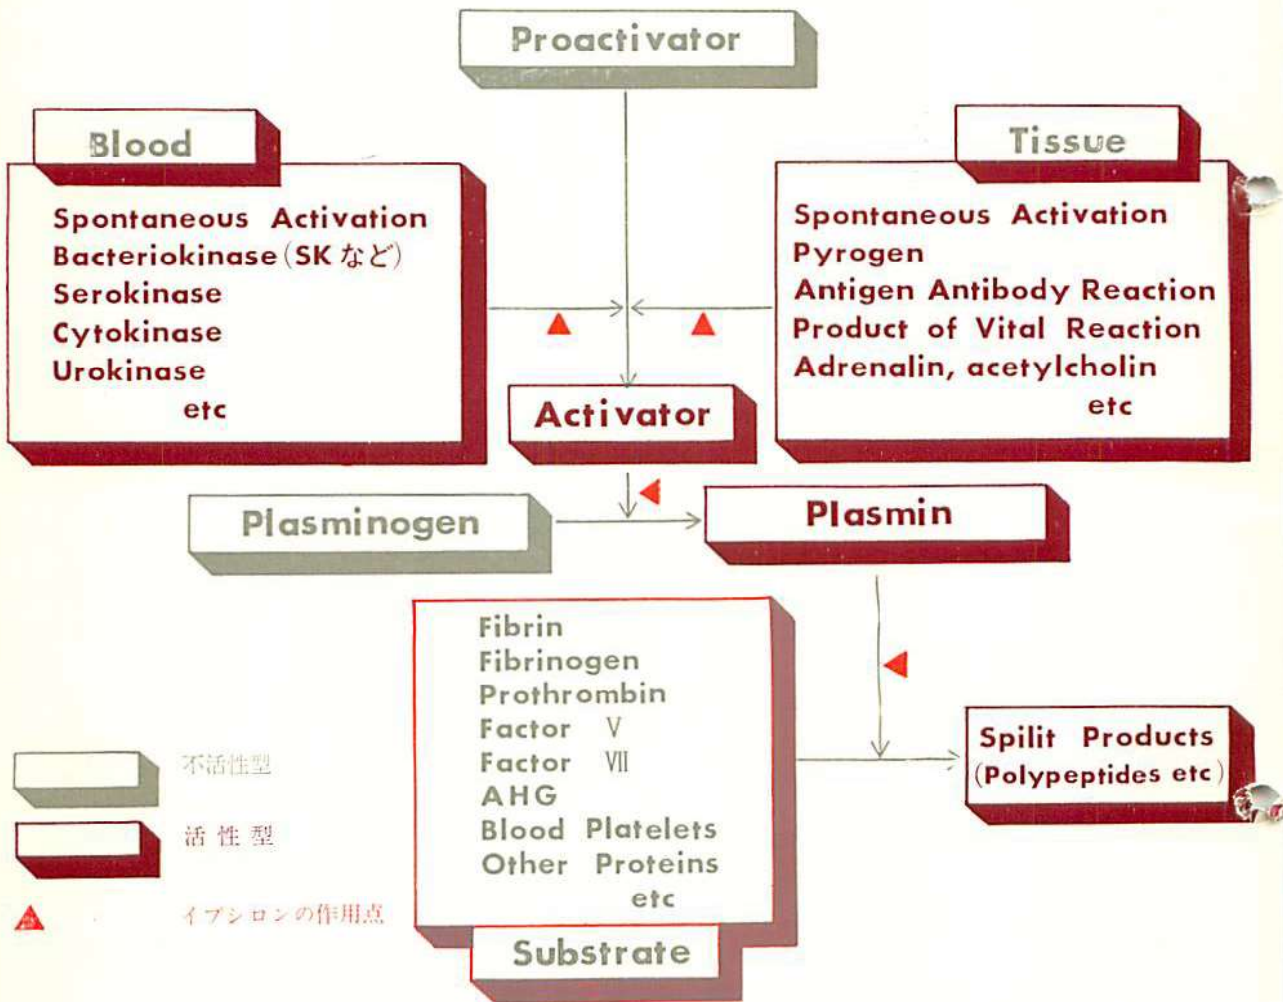 Proactivator
Blood
Spontaneous Activation
Bacteriokinase(SK など)
Serokinase
Cytokinase
Urokinase
etc
Tissue
Spontaneous Activation
Pyrogen
Antigen Antibody Reaction
Product of Vital Reaction
Adrenalin, acetylcholin
etc
Activator
Plasminogen
Plasmin
Fibrin
Fibrinogen
Prothrombin
Factor V
Factor VII
AHG
Blood Platelets
Other Proteins
etc
Substrate
Spilit Products
(Polypeptides etc)
不活性型
活性型
イプシロンの作用点